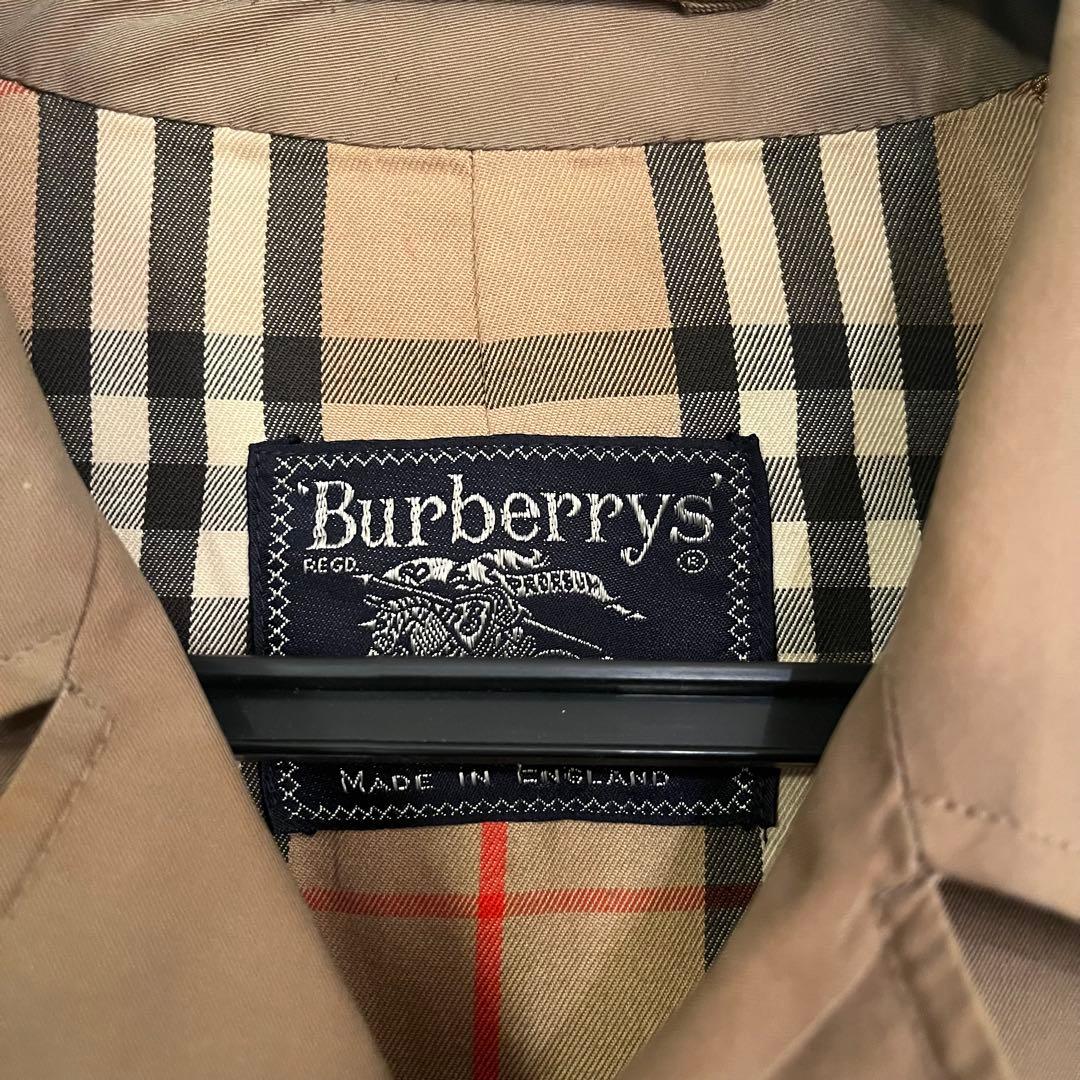 'Burberrys'
REGD. ®
PRORSUM
MADE IN ENGLAND